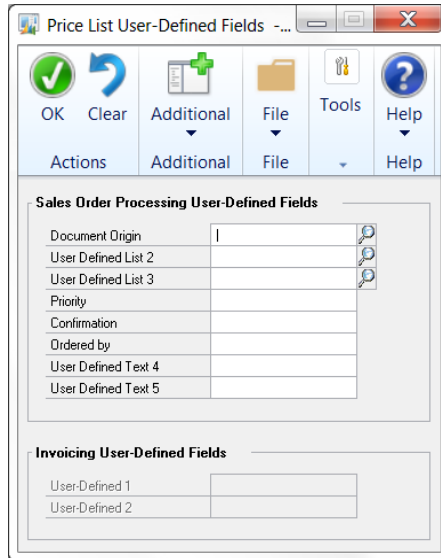 Price List User-Defined Fields -...
OK Clear Additional File Tools Help
Actions Additional File Help
Sales Order Processing User-Defined Fields
Document Origin
User Defined List 2
User Defined List 3
Priority
Confirmation
Ordered by
User Defined Text 4
User Defined Text 5
Invoicing User-Defined Fields
User-Defined 1
User-Defined 2